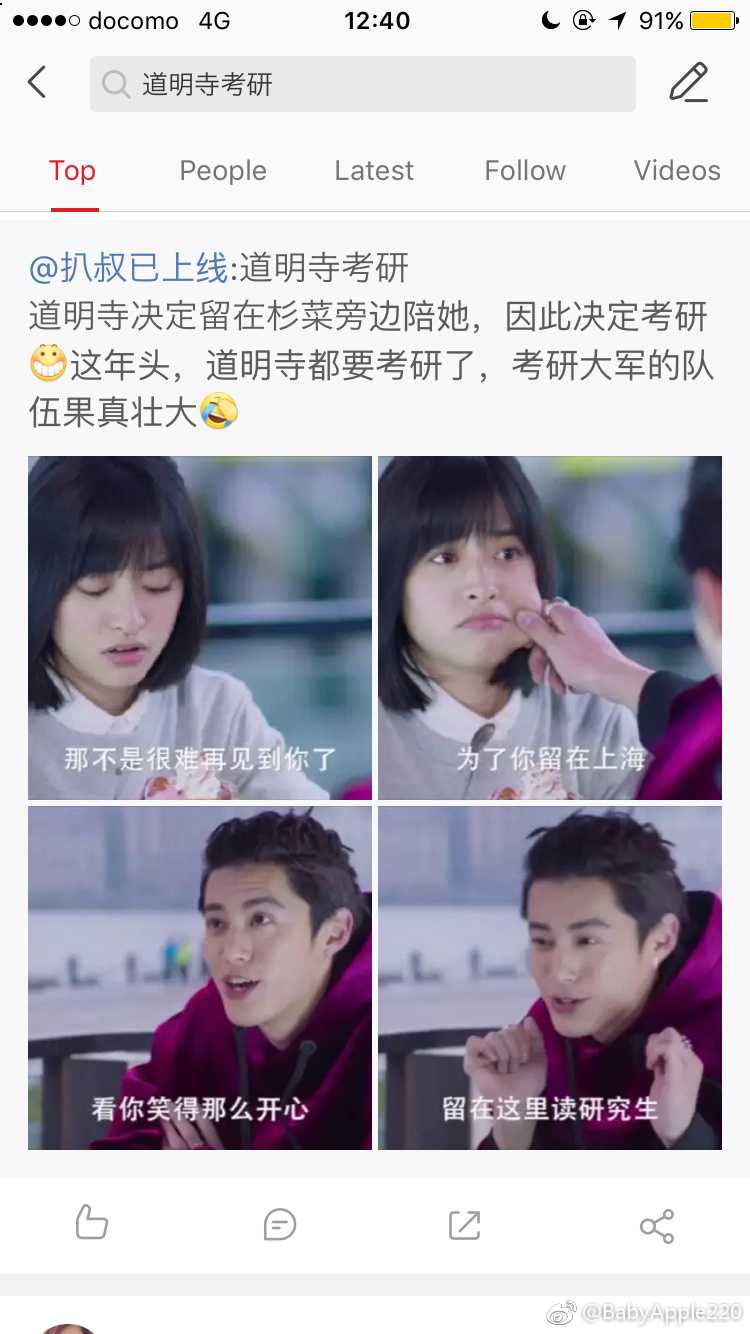 docomo 4G 12:40 91%
道明寺考研
Top People Latest Follow Videos
@扒叔已上线:道明寺考研
道明寺决定留在杉菜旁边陪她，因此决定考研
😬这年头，道明寺都要考研了，考研大军的队
伍果真壮大🤣
那不是很难再见到你了
为了你留在上海
看你笑得那么开心
留在这里读研究生
@BabyApple220